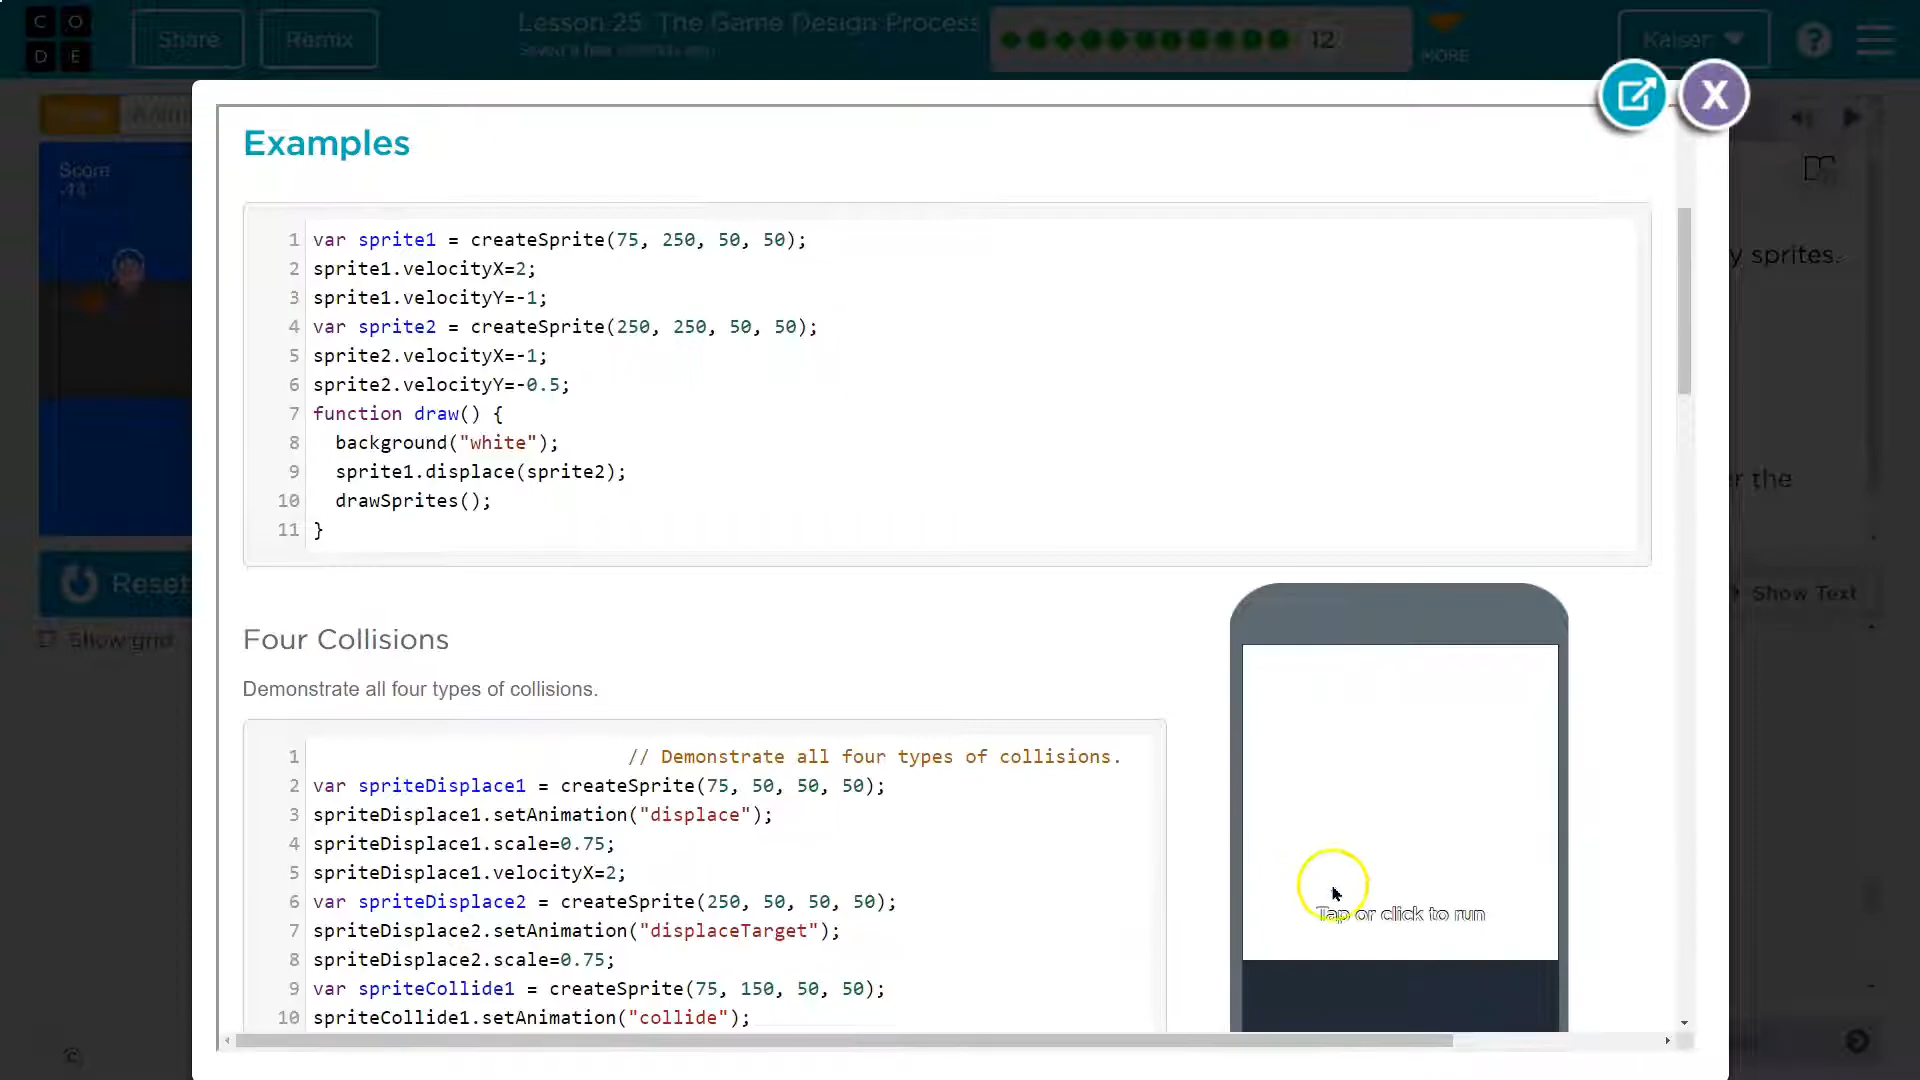 C O
D E
Share
Remix
Lesson 25: The Game Design Process
12
MORE
Kaiser
?
X
Score
Examples
1 var sprite1 = createSprite(75, 250, 50, 50);
2 sprite1.velocityX=2;
3 sprite1.velocityY=-1;
4 var sprite2 = createSprite(250, 250, 50, 50);
5 sprite2.velocityX=-1;
6 sprite2.velocityY=-0.5;
7 function draw() {
8 background("white");
9 sprite1.displace(sprite2);
10 drawSprites();
11 }
y sprites.
r the
Reset
Show Text
Show grid
Four Collisions
Demonstrate all four types of collisions.
1 // Demonstrate all four types of collisions.
2 var spriteDisplace1 = createSprite(75, 50, 50, 50);
3 spriteDisplace1.setAnimation("displace");
4 spriteDisplace1.scale=0.75;
5 spriteDisplace1.velocityX=2;
6 var spriteDisplace2 = createSprite(250, 50, 50, 50);
7 spriteDisplace2.setAnimation("displaceTarget");
8 spriteDisplace2.scale=0.75;
9 var spriteCollide1 = createSprite(75, 150, 50, 50);
10 spriteCollide1.setAnimation("collide");
Tap or click to run